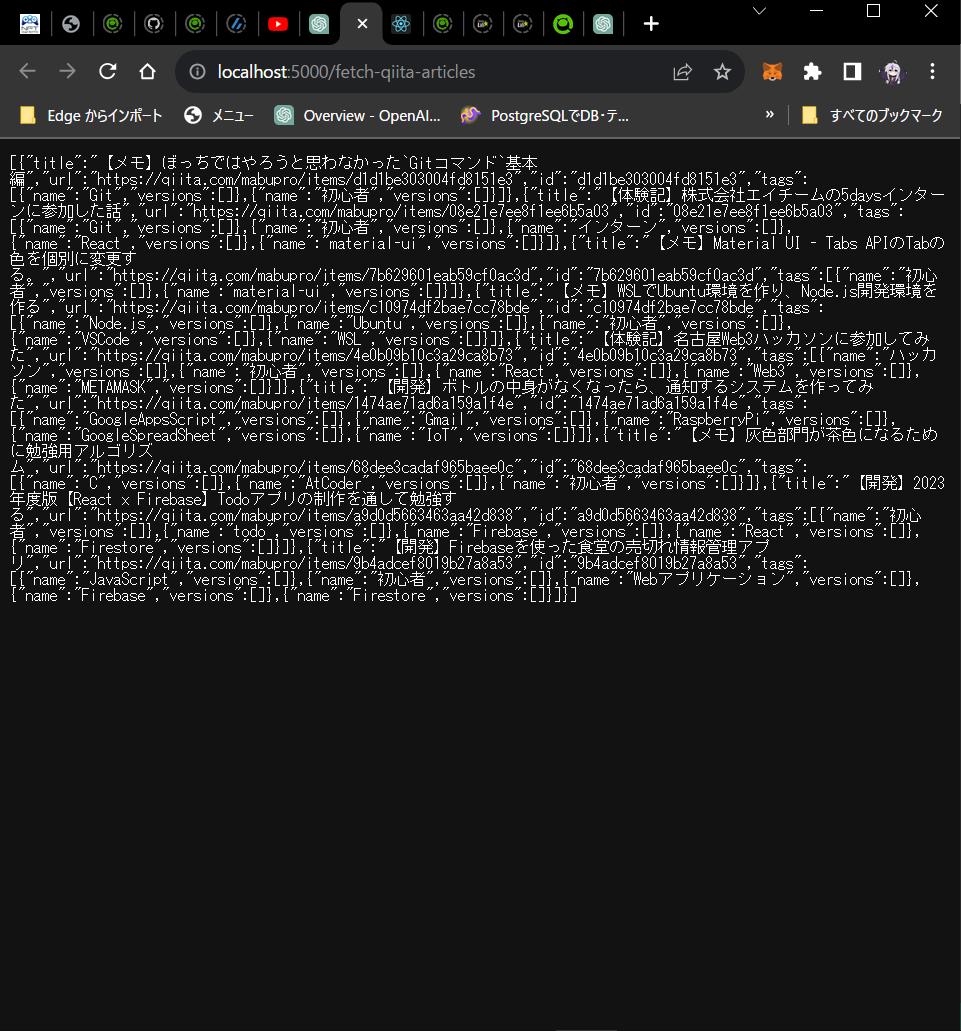 localhost:5000/fetch-qiita-articles
Edge からインポート メニュー Overview - OpenAI... PostgreSQLでDB・テ... » すべてのブックマーク
[{"title":"【メモ】ぼっちではやろうと思わなかった`Gitコマンド`基本
編","url":"https://qiita.com/mabupro/items/d1d1be303004fd8151e3","id":"d1d1be303004fd8151e3","tags":
[{"name":"Git","versions":[]},{"name":"初心者","versions":[]}]},{"title":"【体験記】株式会社エイチームの5daysインター
ンに参加した話","url":"https://qiita.com/mabupro/items/08e21e7ee8f1ee6b5a03","id":"08e21e7ee8f1ee6b5a03","tags":
[{"name":"Git","versions":[]},{"name":"初心者","versions":[]},{"name":"インターン","versions":[]},
{"name":"React","versions":[]},{"name":"material-ui","versions":[]}]},{"title":"【メモ】Material UI - Tabs APIのTabの
色を個別に変更す
る。","url":"https://qiita.com/mabupro/items/7b629601eab59cf0ac3d","id":"7b629601eab59cf0ac3d","tags":[{"name":"初心
者","versions":[]},{"name":"material-ui","versions":[]}]},{"title":"【メモ】WSLでUbuntu環境を作り、Node.js開発環境を
作る","url":"https://qiita.com/mabupro/items/c10974df2bae7cc78bde","id":"c10974df2bae7cc78bde","tags":
[{"name":"Node.js","versions":[]},{"name":"Ubuntu","versions":[]},{"name":"初心者","versions":[]},
{"name":"VSCode","versions":[]},{"name":"WSL","versions":[]}]},{"title":"【体験記】名古屋Web3ハッカソンに参加してみ
た","url":"https://qiita.com/mabupro/items/4e0b09b10c3a29ca8b73","id":"4e0b09b10c3a29ca8b73","tags":[{"name":"ハッカ
ソン","versions":[]},{"name":"初心者","versions":[]},{"name":"React","versions":[]},{"name":"Web3","versions":[]},
{"name":"METAMASK","versions":[]}]},{"title":"【開発】ボトルの中身がなくなったら、通知するシステムを作ってみ
た","url":"https://qiita.com/mabupro/items/1474ae71ad6a159a1f4e","id":"1474ae71ad6a159a1f4e","tags":
[{"name":"GoogleAppsScript","versions":[]},{"name":"Gmail","versions":[]},{"name":"RaspberryPi","versions":[]},
{"name":"GoogleSpreadSheet","versions":[]},{"name":"IoT","versions":[]}]},{"title":"【メモ】灰色部門が茶色になるため
に勉強用アルゴリズ
ム","url":"https://qiita.com/mabupro/items/68dee3cadaf965baee0c","id":"68dee3cadaf965baee0c","tags":
[{"name":"C","versions":[]},{"name":"AtCoder","versions":[]},{"name":"初心者","versions":[]}]},{"title":"【開発】2023
年度版【React x Firebase】Todoアプリの制作を通して勉強す
る","url":"https://qiita.com/mabupro/items/a9d0d5663463aa42d838","id":"a9d0d5663463aa42d838","tags":[{"name":"初心
者","versions":[]},{"name":"todo","versions":[]},{"name":"Firebase","versions":[]},{"name":"React","versions":[]},
{"name":"Firestore","versions":[]}]},{"title":"【開発】Firebaseを使った食堂の売切れ情報管理アプ
リ","url":"https://qiita.com/mabupro/items/9b4adcef8019b27a8a53","id":"9b4adcef8019b27a8a53","tags":
[{"name":"JavaScript","versions":[]},{"name":"初心者","versions":[]},{"name":"Webアプリケーション","versions":[]},
{"name":"Firebase","versions":[]},{"name":"Firestore","versions":[]}]}]